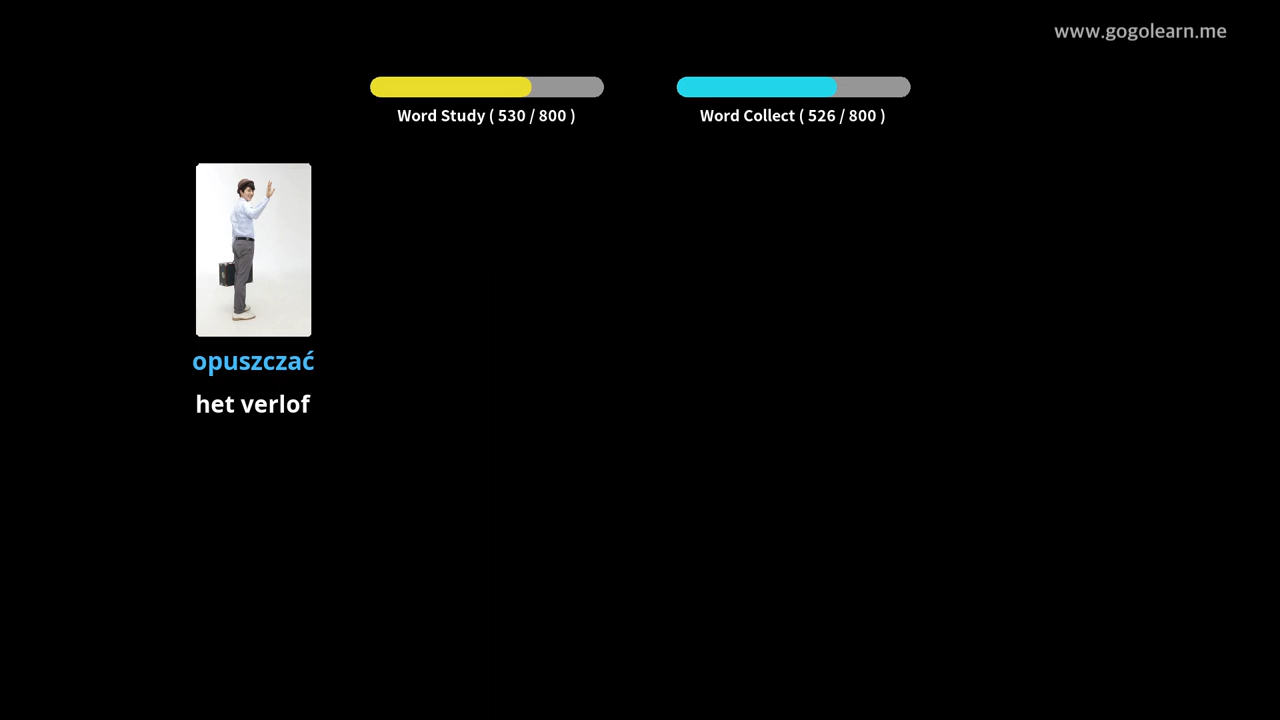 www.gogolearn.me
Word Study ( 530 / 800 )
Word Collect ( 526 / 800 )
opuszczać
het verlof